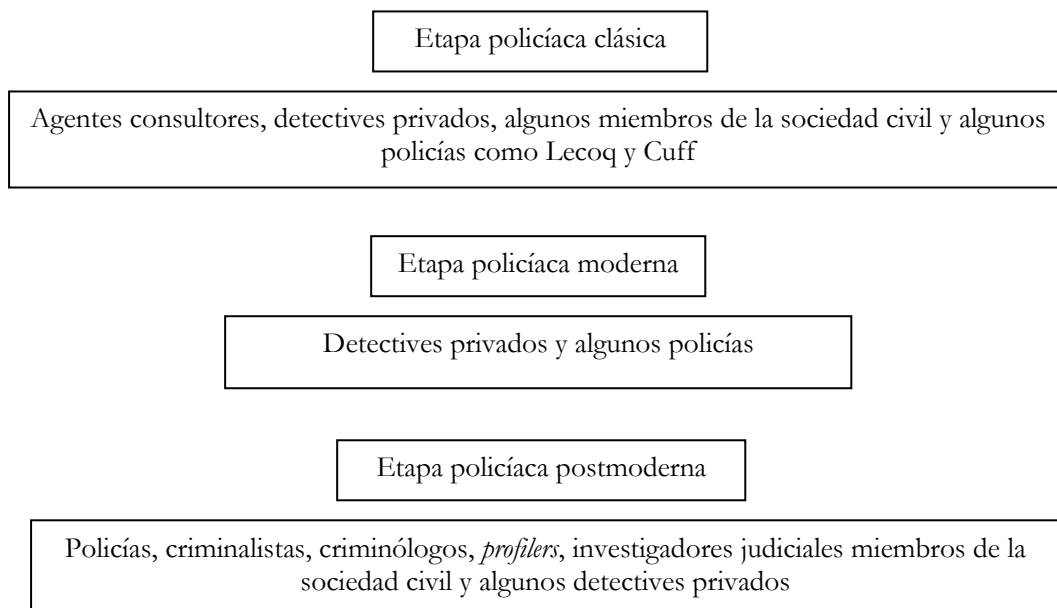 Etapa policíaca clásica
Agentes consultores, detectives privados, algunos miembros de la sociedad civil y algunos
policías como Lecoq y Cuff
Etapa policíaca moderna
Detectives privados y algunos policías
Etapa policíaca postmoderna
Policías, criminalistas, criminólogos, profilers, investigadores judiciales miembros de la
sociedad civil y algunos detectives privados